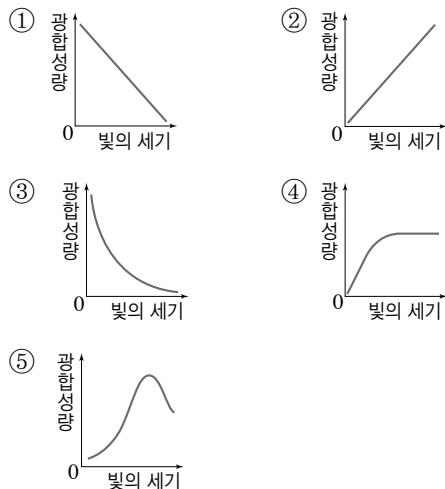 ①
광합성량
0
빛의 세기
②
광합성량
0
빛의 세기
③
광합성량
0
빛의 세기
④
광합성량
0
빛의 세기
⑤
광합성량
0
빛의 세기